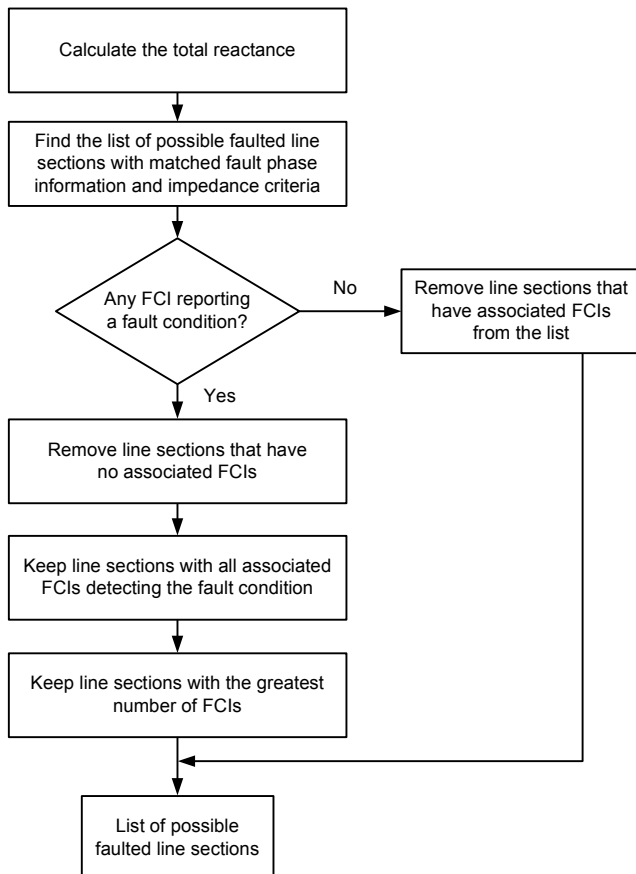 Calculate the total reactance
Find the list of possible faulted line
sections with matched fault phase
information and impedance criteria
Any FCI reporting
a fault condition?
No
Remove line sections that
have associated FCIs
from the list
Yes
Remove line sections that have
no associated FCIs
Keep line sections with all associated
FCIs detecting the fault condition
Keep line sections with the greatest
number of FCIs
List of possible
faulted line sections